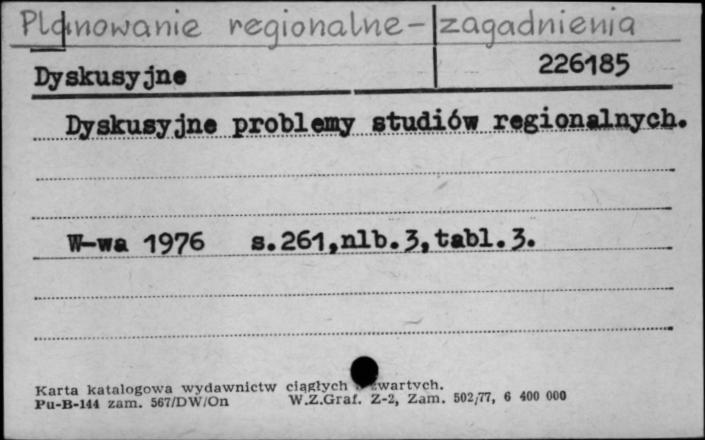 Planowanie regionalne - zagadnienia
Dyskusyjne 226185
Dyskusyjne problemy studiów regionalnych.
W-wa 1976 s.261,nlb.3,tabl.3.
Karta katalogowa wydawnictw ciągłych zwartych.
Pu-B-144 zam. 567/DW/On W.Z.Graf. Z-2, Zam. 502/77, 6 400 000